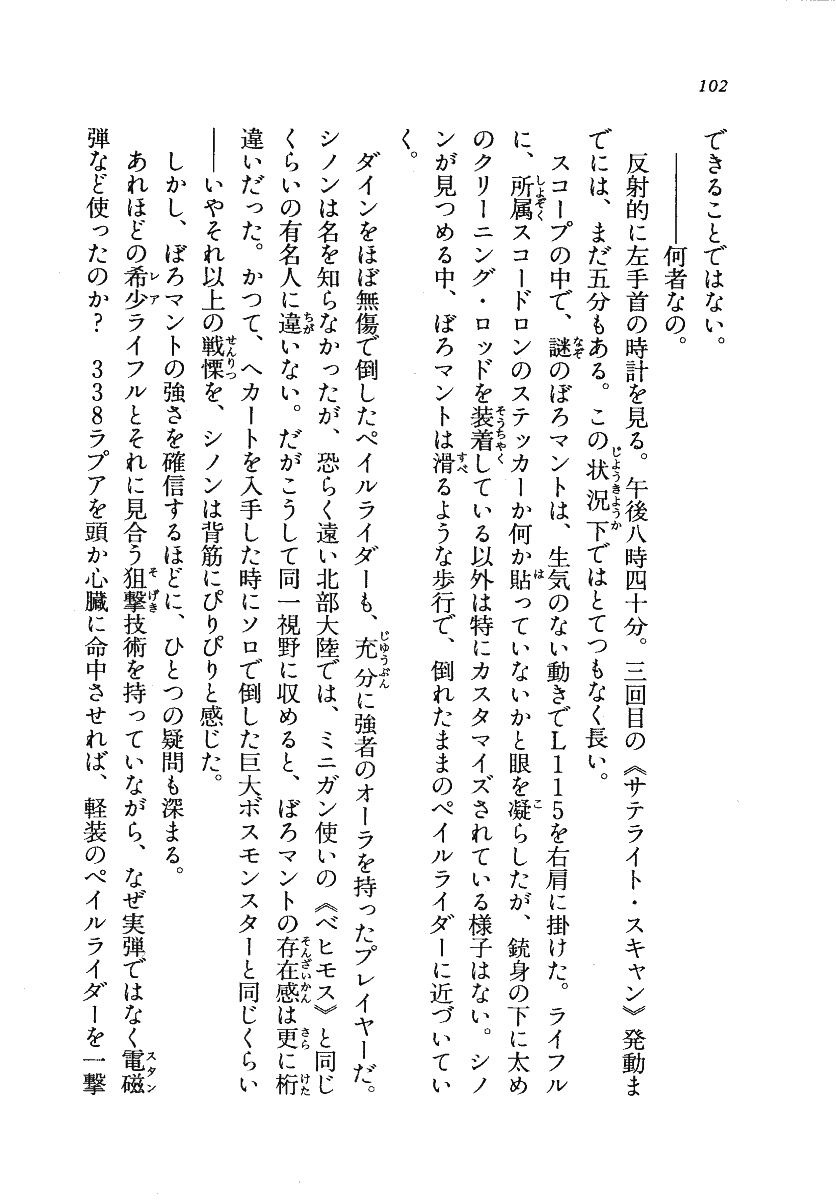 102
できることではない。
――何者なの。
反射的に左手首の時計を見る。午後八時四十分。三回目の《サテライト・スキャン》発動ま
でには、まだ五分もある。この状況下ではとてつもなく長い。
スコープの中で、謎のぼろマントは、生気のない動きでL115を右肩に掛けた。ライフル
に、所属スコードロンのステッカーか何か貼っていないかと眼を凝らしたが、銃身の下に太め
のクリーニング・ロッドを装着している以外は特にカスタマイズされている様子はない。シノ
ンが見つめる中、ぼろマントは滑るような歩行で、倒れたままのペイルライダーに近づいてい
く。
ダインをほぼ無傷で倒したペイルライダーも、充分に強者のオーラを持ったプレイヤーだ。
シノンは名を知らなかったが、恐らく遠い北部大陸では、ミニガン使いの《ベヒモス》と同じ
くらいの有名人に違いない。だがこうして同一視野に収めると、ぼろマントの存在感は更に桁
違いだった。かつて、ヘカートを入手した時にソロで倒した巨大ボスモンスターと同じくらい
――いやそれ以上の戦慄を、シノンは背筋にぴりぴりと感じた。
しかし、ぼろマントの強さを確信するほどに、ひとつの疑問も深まる。
あれほどの希少ライフルとそれに見合う狙撃技術を持っていながら、なぜ実弾ではなく電磁
弾など使ったのか？　338ラプアを頭か心臓に命中させれば、軽装のペイルライダーを一撃